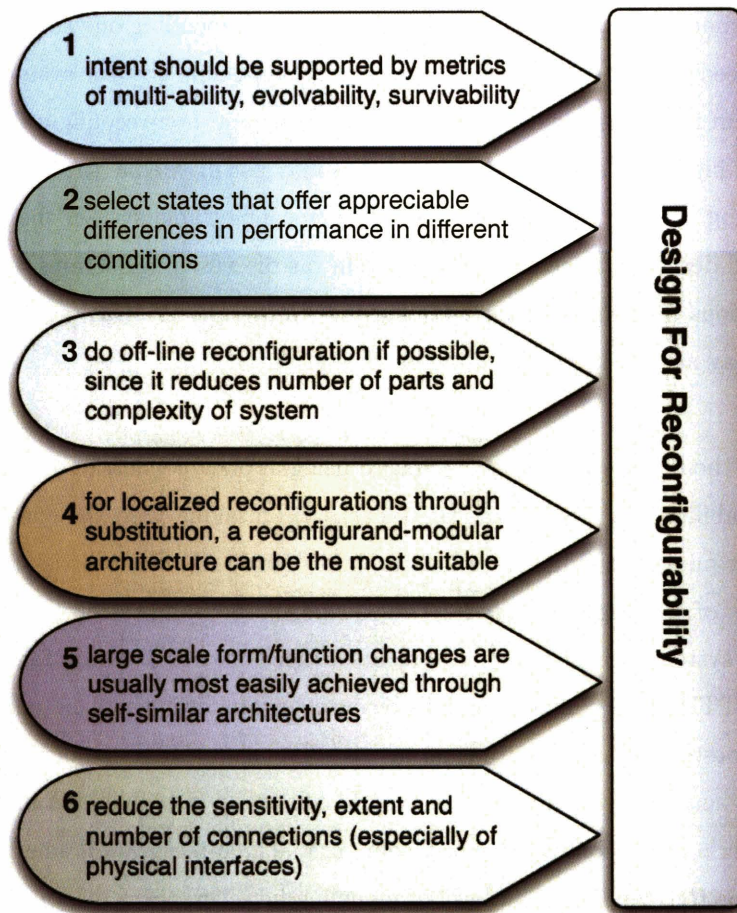 1
intent should be supported by metrics
of multi-ability, evolvability, survivability
2 select states that offer appreciable
differences in performance in different
conditions
3 do off-line reconfiguration if possible,
since it reduces number of parts and
complexity of system
4 for localized reconfigurations through
substitution, a reconfigurand-modular
architecture can be the most suitable
5 large scale form/function changes are
usually most easily achieved through
self-similar architectures
6 reduce the sensitivity, extent and
number of connections (especially of
physical interfaces)
Design For Reconfigurability